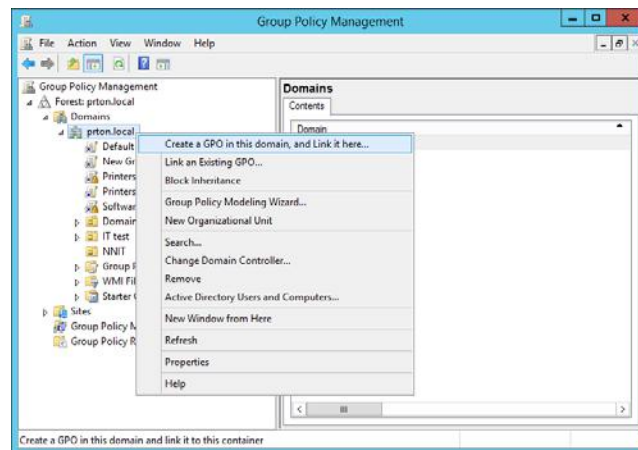 Group Policy Management
File Action View Window Help
Group Policy Management
Forest: prton.local
Domains
prton.local
Default
New Gr
Printers
Printers
Softwar
Domain
IT test
NNIT
Group P
WMI Fil
Starter
Sites
Group Policy M
Group Policy R
Create a GPO in this domain, and Link it here...
Link an Existing GPO...
Block Inheritance
Group Policy Modeling Wizard...
New Organizational Unit
Search...
Change Domain Controller...
Remove
Active Directory Users and Computers...
New Window from Here
Refresh
Properties
Help
Domains
Contents
Domain
Create a GPO in this domain and link it to this container